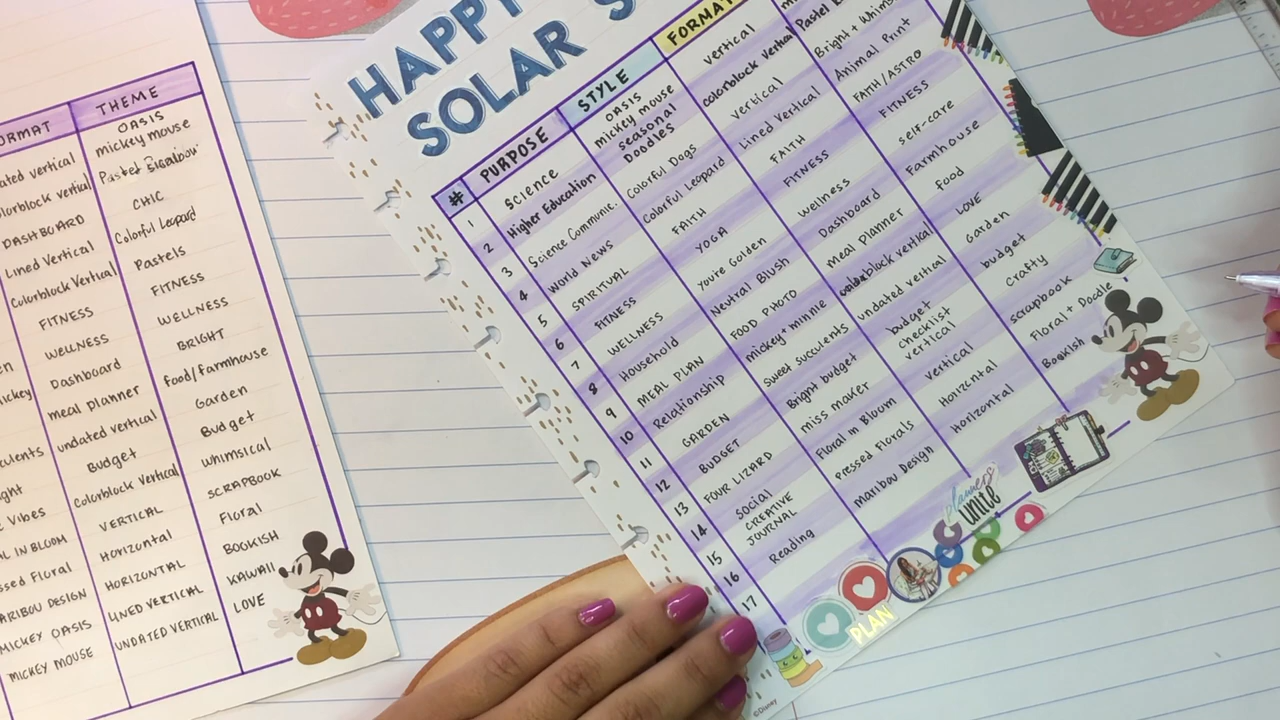 HAPPY
SOLAR S
# PURPOSE STYLE FORMAT
1 SCIENCE OASIS mickey mouse vertical
2 Higher Education seasonal Doodles colorblock vertical Pastel
3 Science Communic. Colorful Dogs vertical Bright + Whims
4 World News Colorful Leopard Lined Vertical Animal Print
5 SPIRITUAL FAITH FAITH FAITH/ASTRO
6 FITNESS YOGA FITNESS FITNESS
7 WELLNESS You're Golden wellness self-care
8 Household Neutral Blush Dashboard Farmhouse
9 MEAL PLAN FOOD PHOTO meal planner food
10 Relationship Mickey + minnie colorblock vertical LOVE
11 GARDEN Sweet succulents undated vertical Garden
12 BUDGET Bright budget budget checklist vertical budget
13 FOUR LIZARD miss maker vertical Crafty
14 Social Floral in Bloom Horizontal scrapbook
15 CREATIVE JOURNAL Pressed Florals Horizontal Floral + Doodle
16 Reading Maribou Design Bookish
17
planners
unite
PLAN
©Disney
ORMAT THEME
ated vertical OASIS mickey mouse
lorblock vertical Pastel
DASHBOARD CHIC
Lined Vertical Colorful Leopard
Colorblock Vertical Pastels
FITNESS FITNESS
en WELLNESS WELLNESS
Dashboard BRIGHT
ickey meal planner food/farmhouse
undated vertical Garden
ulents Budget Budget
ght Colorblock Vertical whimsical
Vibes VERTICAL SCRAPBOOK
AL IN BLOOM Horizontal Floral
ssed Floral HORIZONTAL BOOKISH
ARIBOU DESIGN LINED VERTICAL KAWAII
MICKEY OASIS UNDATED VERTICAL LOVE
MICKEY MOUSE